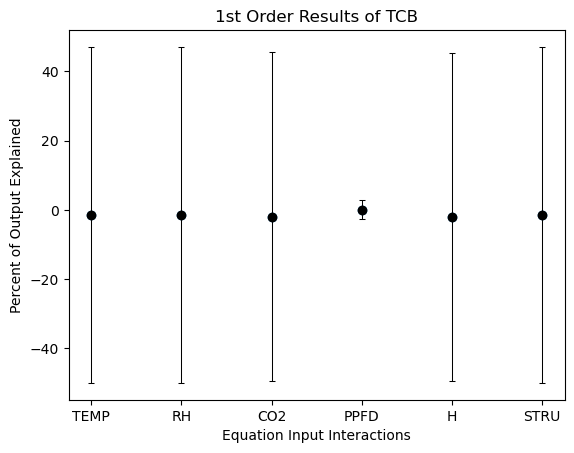 1st Order Results of TCB
Percent of Output Explained
40
20
0
−20
−40
TEMP RH CO2 PPFD H STRU
Equation Input Interactions